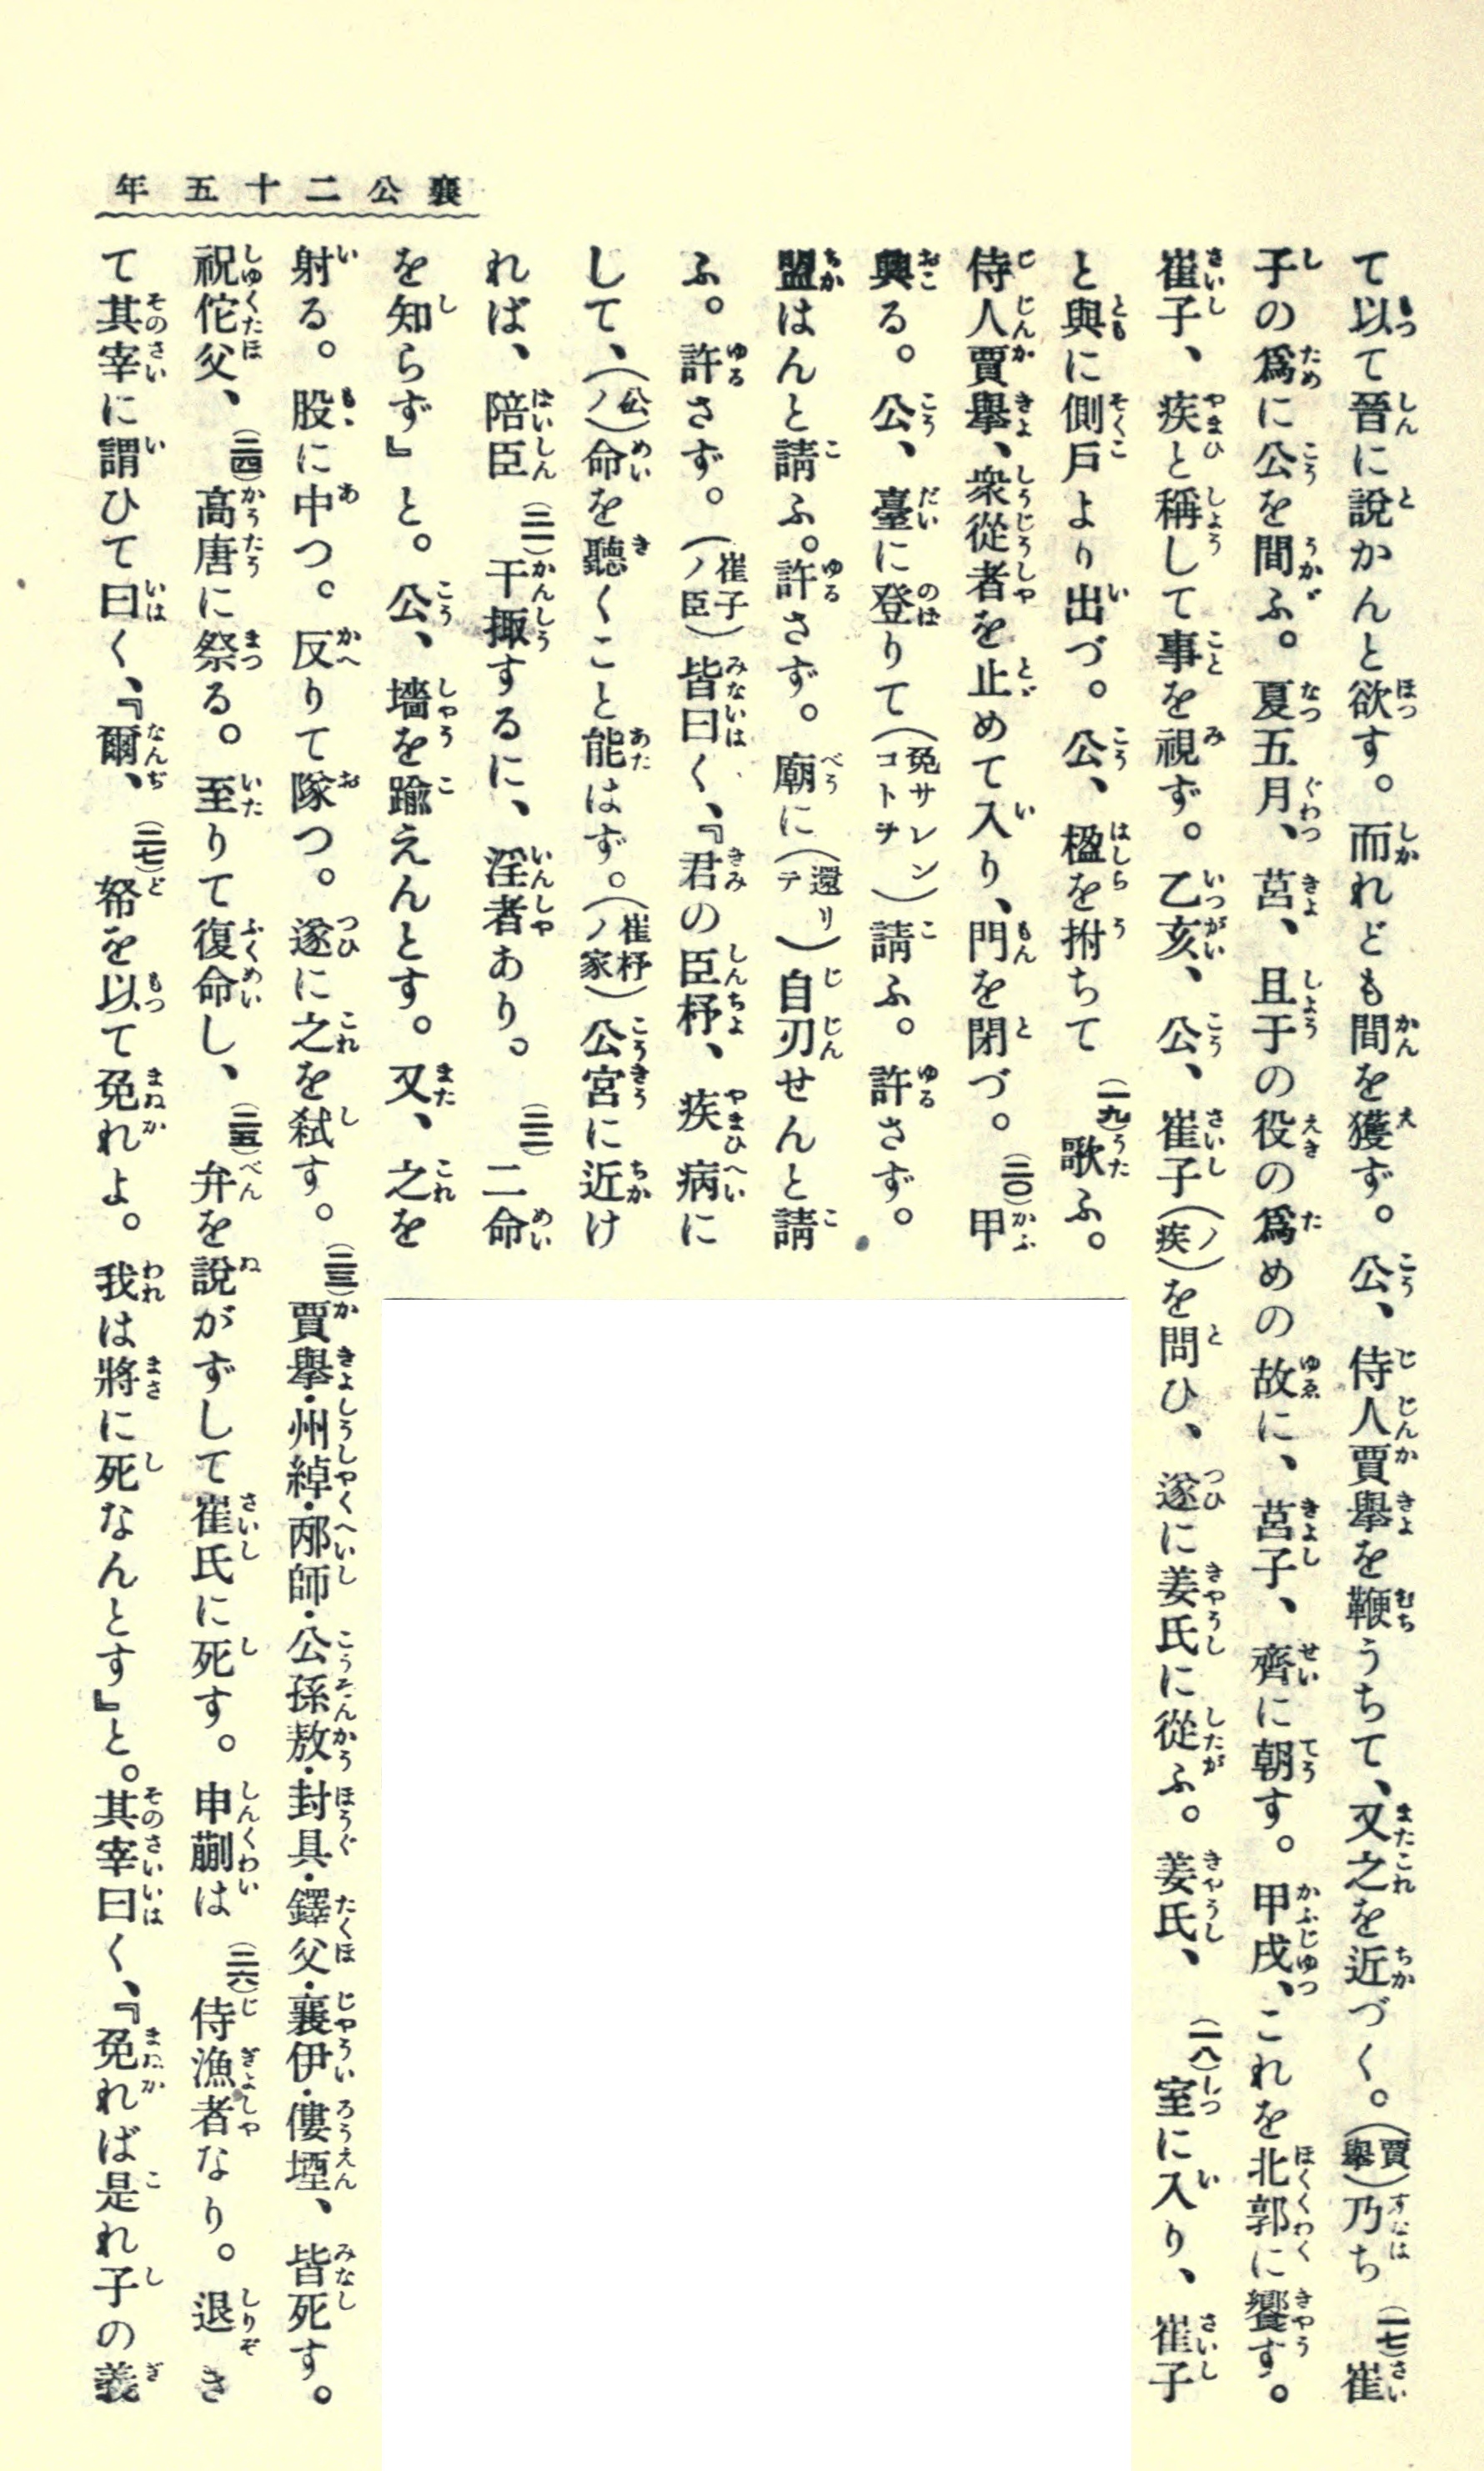 襄公二十五年
て以て晉に說かんと欲す。而れども間を獲ず。公、侍人賈擧を鞭うちて、又之を近づく。(賈擧)乃ち(一七)崔
子の爲に公を間ふ。夏五月、莒、且于の役の爲めの故に、莒子、齊に朝す。甲戌、これを北郭に饗す。
崔子、疾と稱して事を視ず。乙亥、公、崔子(ノ疾)を問ひ、遂に姜氏に從ふ。姜氏、(一八)室に入り、崔子
と與に側戶より出づ。公、楹を拊ちて(一九)歌ふ。
侍人賈擧、衆從者を止めて入り、門を閉づ。(二〇)甲
興る。公、臺に登りて(免サレンコトヲ)請ふ。許さず。
盟はんと請ふ。許さず。廟に(還リテ)自刃せんと請
ふ。許さず。(崔子ノ臣)皆曰く、『君の臣杼、疾病に
して、(公ノ)命を聽くこと能はず。(崔杼ノ家)公宮に近け
れば、陪臣(二一)干掫するに、淫者あり。(二二)二命
を知らず』と。公、墻を踰えんとす。又、之を
射る。股に中つ。反りて隊つ。遂に之を弑す。(二三)賈擧・州綽・邴師・公孫敖・封具・鐸父・襄伊・僂堙、皆死す。
祝佗父、(二四)高唐に祭る。至りて復命し、(二五)弁を說がずして崔氏に死す。申蒯は(二六)侍漁者なり。退き
て其宰に謂ひて曰く、『爾、(二七)帑を以て免れよ。我は將に死なんとす』と。其宰曰く、『免れば是れ子の義